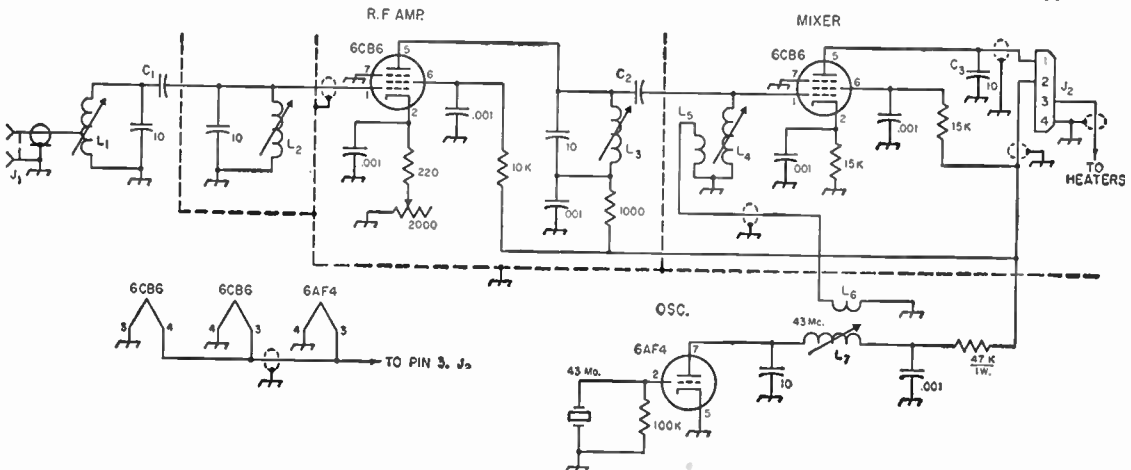 R.F AMP.
MIXER
6CB6
5
7
6
1
2
C1
C2
10
10
L1
L2
J1
.001
.001
220
2000
10K
10
L3
.001
1000
6CB6
5
7
6
1
2
L5
L4
.001
15K
.001
15K
C3
10
1
2
3
4
J2
TO
HEATERS
6CB6
6CB6
6AF4
3
4
4
3
4
3
TO PIN 3. J2
OSC.
6AF4
7
2
5
43 Mc.
100K
L6
43 Mc.
L7
10
.001
47 K
1W.